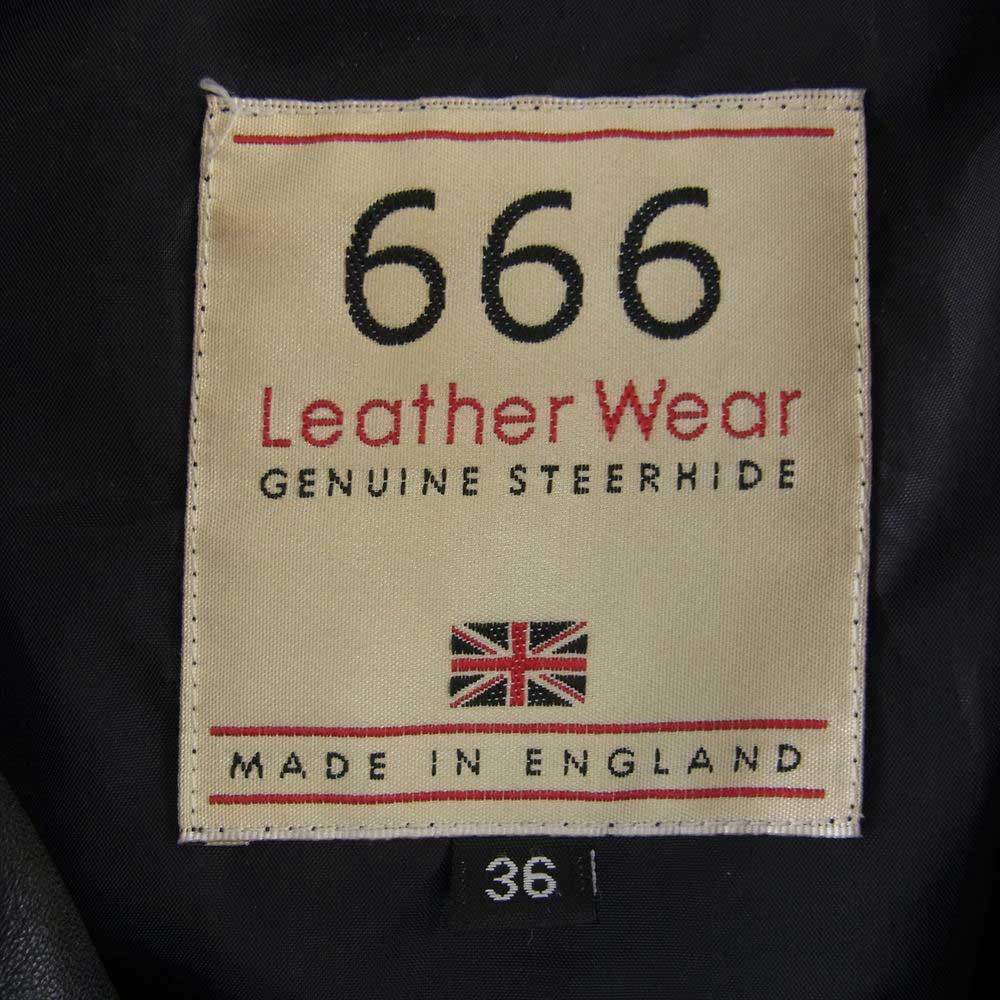 666
Leather Wear
GENUINE STEERHIDE
MADE IN ENGLAND
36